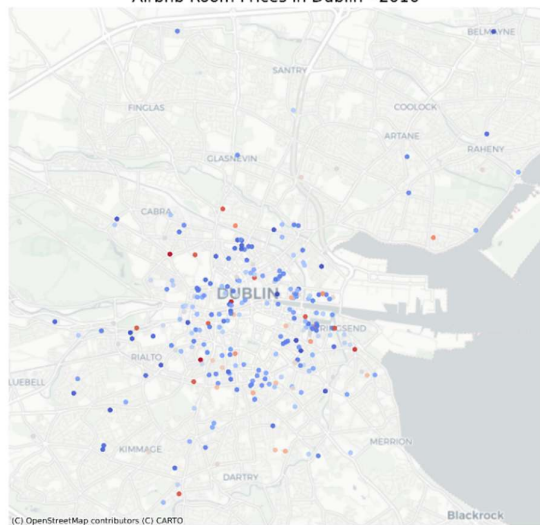 Airbnb Room Prices in Dublin - 2016
BELMAYNE
SANTRY
FINGLAS
COOLOCK
ARTANE
RAHENY
GLASNEVIN
CABRA
DUBLIN
RINGSEND
RIALTO
LUEBELL
KIMMAGE
MERRION
DARTRY
Blackrock
(C) OpenStreetMap contributors (C) CARTO